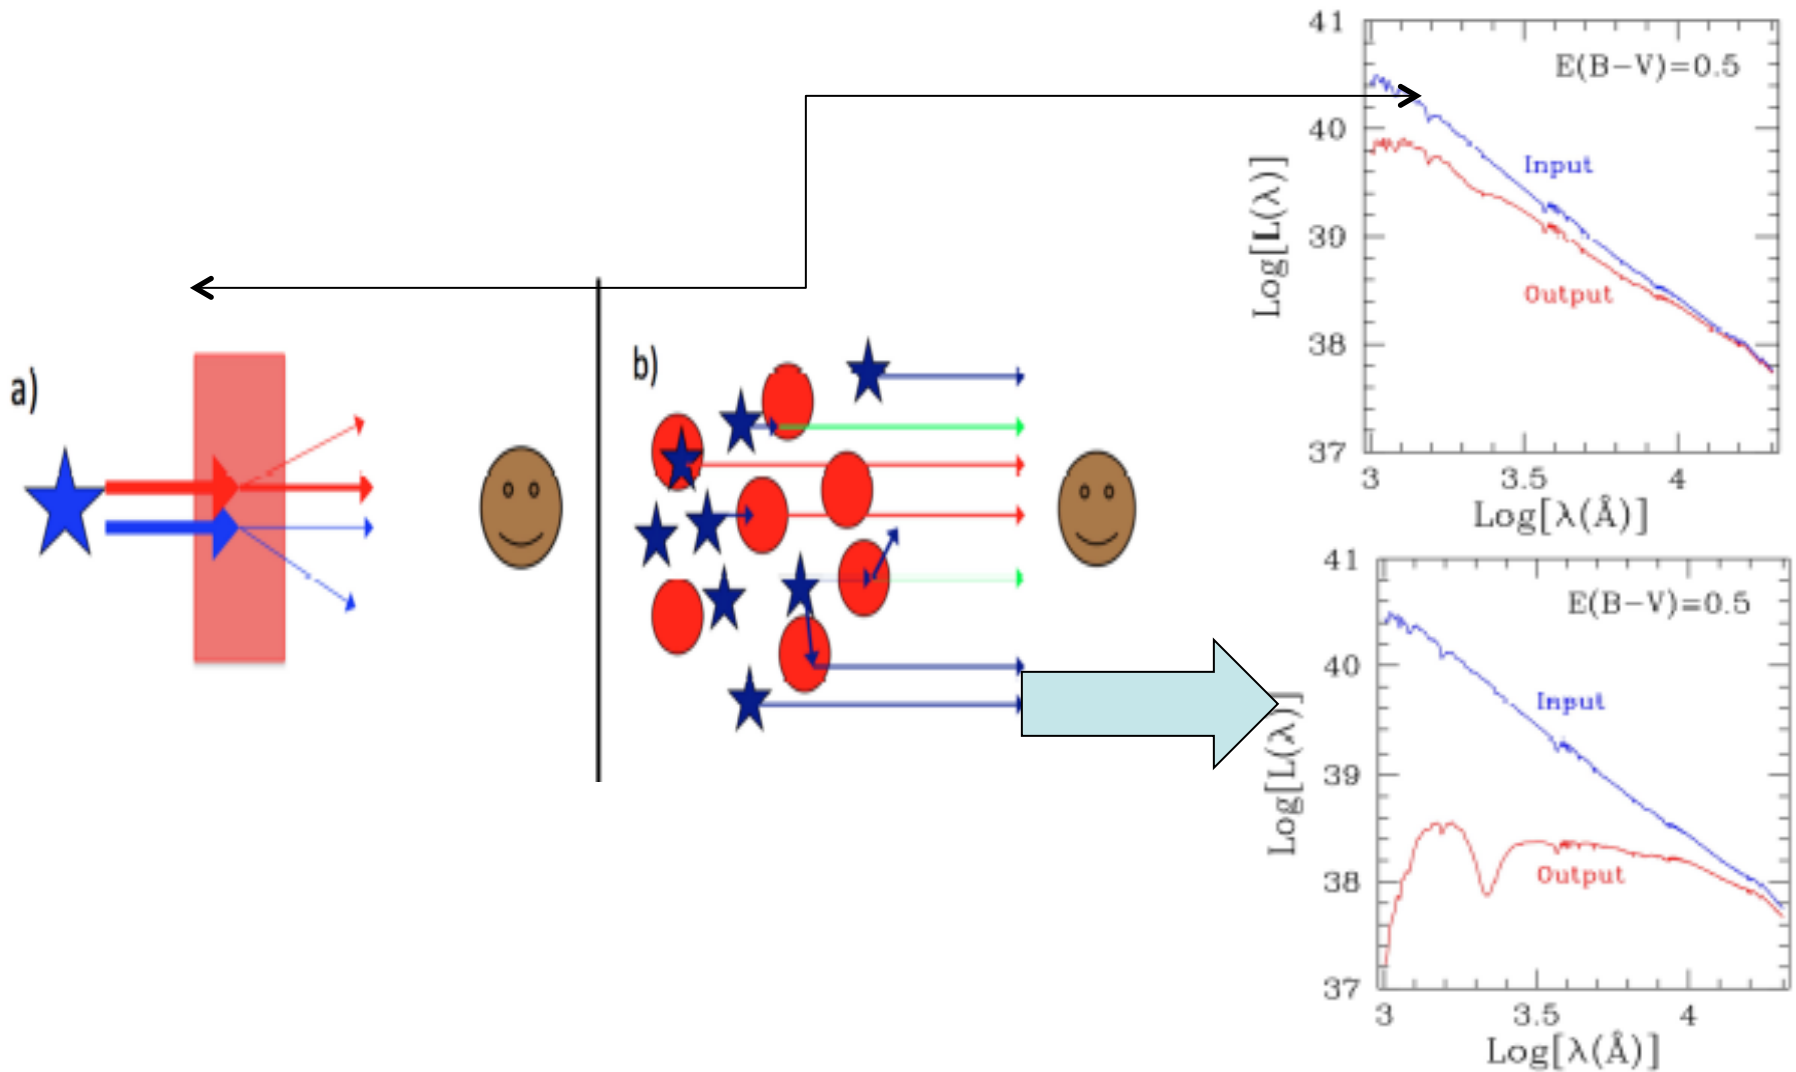 a)
b)
41
40
39
38
37
Log[L(λ)]
E(B−V)=0.5
Input
Output
3
3.5
4
Log[λ(Å)]
41
40
39
38
37
Log[L(λ)]
E(B−V)=0.5
Input
Output
3
3.5
4
Log[λ(Å)]